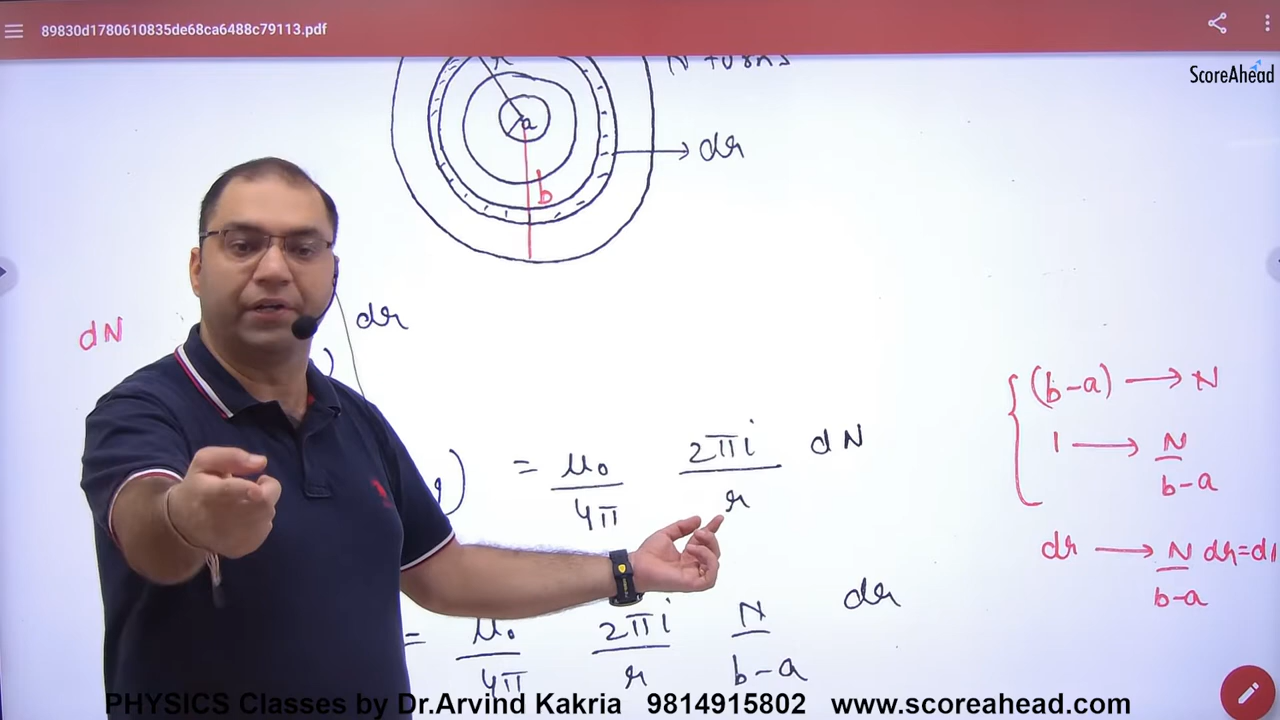 89830d1780610835de68ca6488c79113.pdf
ScoreAhead
N turns
r
a
dr
b
dN
dr
(b-a) → N
= μ₀/4π 2πi/r dN
1 → N/b-a
dr → N/b-a dr=d
= μ₀/4π 2πi/r N/b-a dr
PHYSICS Classes by Dr.Arvind Kakria 9814915802 www.scoreahead.com